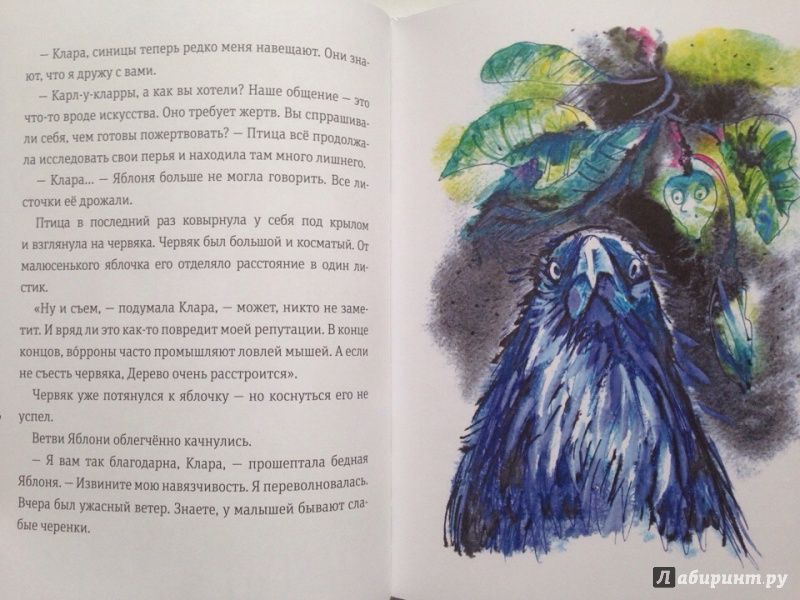 — Клара, синицы теперь редко меня навещают. Они зна-
ют, что я дружу с вами.
— Карл-у-кларры, а как вы хотели? Наше общение — это
что-то вроде искусства. Оно требует жертв. Вы спррашива-
ли себя, чем готовы пожертвовать? — Птица всё продолжа-
ла исследовать свои перья и находила там много лишнего.
— Клара... — Яблоня больше не могла говорить. Все ли-
сточки её дрожали.
Птица в последний раз ковырнула у себя под крылом
и взглянула на червяка. Червяк был большой и косматый. От
малюсенького яблочка его отделяло расстояние в один ли-
стик.
«Ну и съем, — подумала Клара, — может, никто не заме-
тит. И вряд ли это как-то повредит моей репутации. В конце
концов, во́рроны часто промышляют ловлей мышей. А если
не съесть червяка, Дерево очень расстроится».
Червяк уже потянулся к яблочку — но коснуться его не
успел.
Ветви Яблони облегчённо качнулись.
— Я вам так благодарна, Клара, — прошептала бедная
Яблоня. — Извините мою навязчивость. Я переволновалась.
Вчера был ужасный ветер. Знаете, у малышей бывают сла-
бые черенки.
Лабиринт.ру